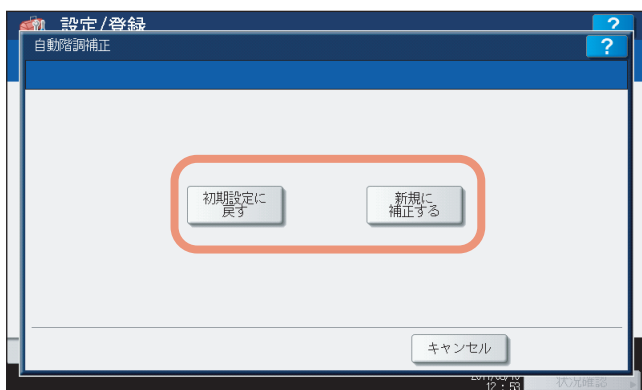 設定/登録
?
自動階調補正
?
初期設定に
戻す
新規に
補正する
キャンセル
12:53
状況確認